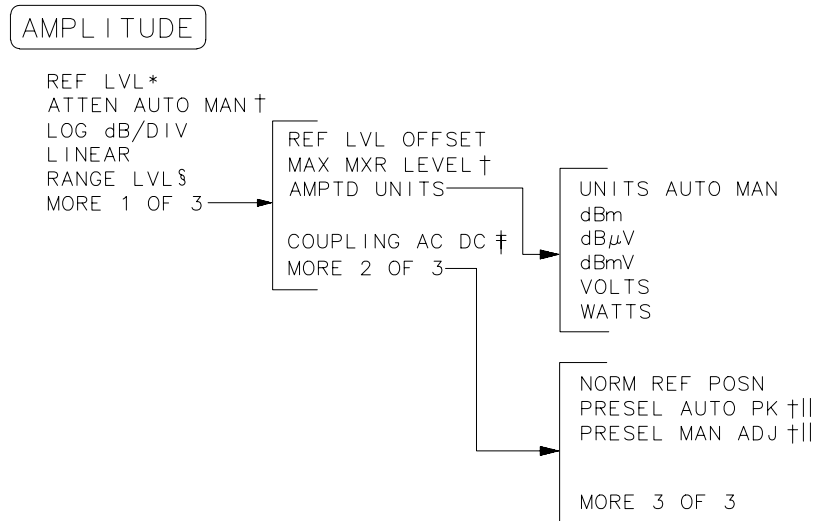 AMPLITUDE
REF LVL*
ATTEN AUTO MAN †
LOG dB/DIV
LINEAR
RANGE LVL§
MORE 1 OF 3
REF LVL OFFSET
MAX MXR LEVEL †
AMPTD UNITS
COUPLING AC DC ‡
MORE 2 OF 3
UNITS AUTO MAN
dBm
dBµV
dBmV
VOLTS
WATTS
NORM REF POSN
PRESEL AUTO PK †||
PRESEL MAN ADJ †||
MORE 3 OF 3